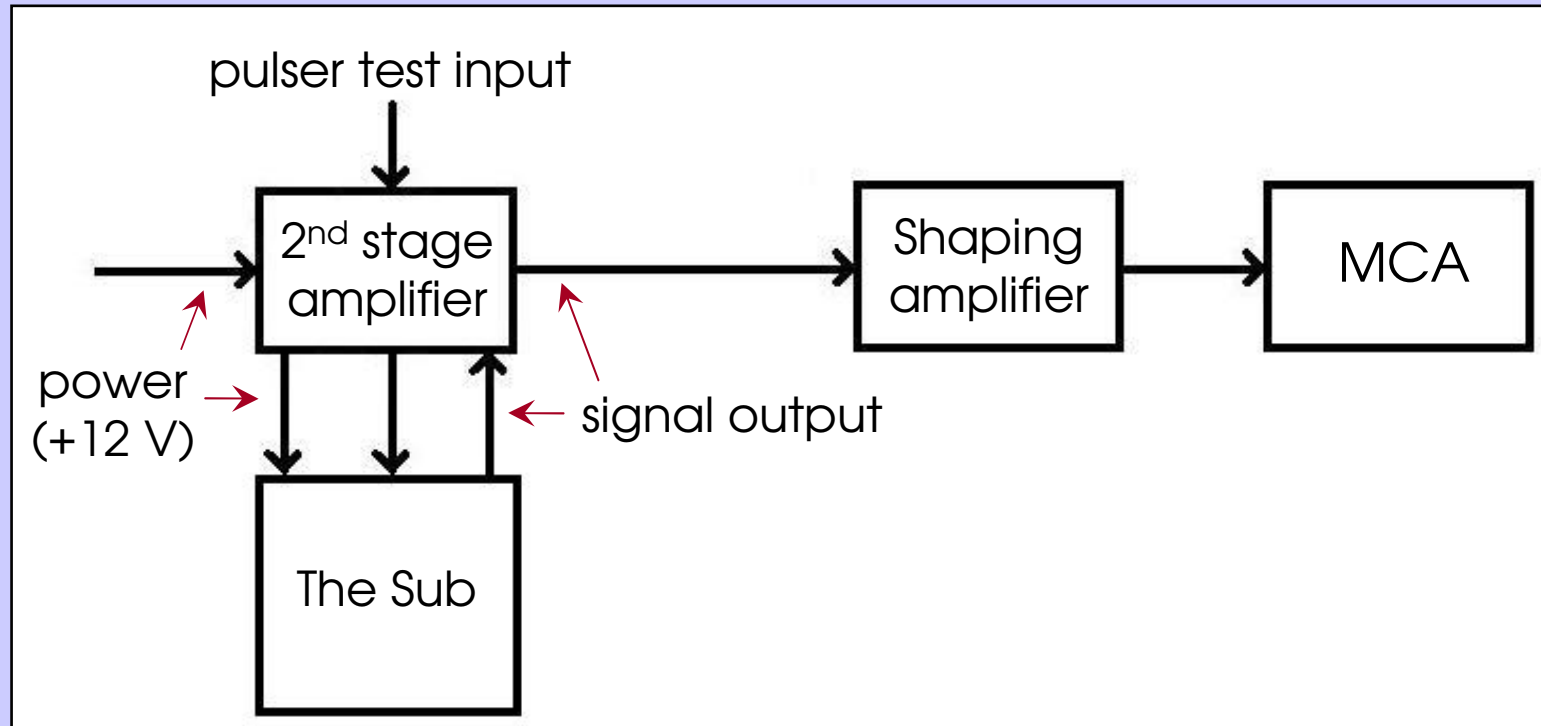 pulser test input
2nd stage
amplifier
Shaping
amplifier
MCA
power
(+12 V)
signal output
The Sub